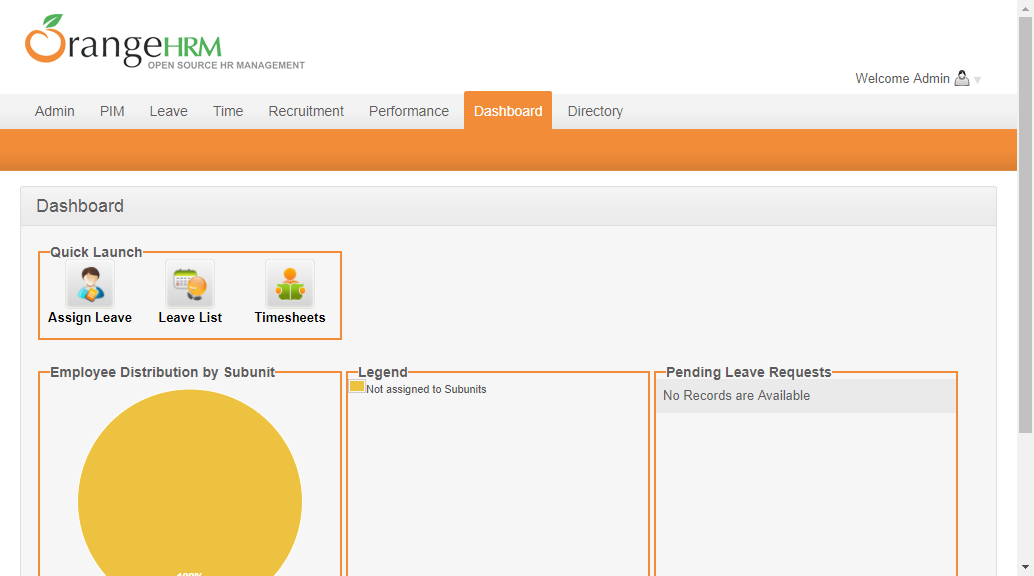 OrangeHRM
OPEN SOURCE HR MANAGEMENT
Welcome Admin
Admin PIM Leave Time Recruitment Performance Dashboard Directory
Dashboard
Quick Launch
Assign Leave Leave List Timesheets
Employee Distribution by Subunit Legend Pending Leave Requests
Not assigned to Subunits
No Records are Available